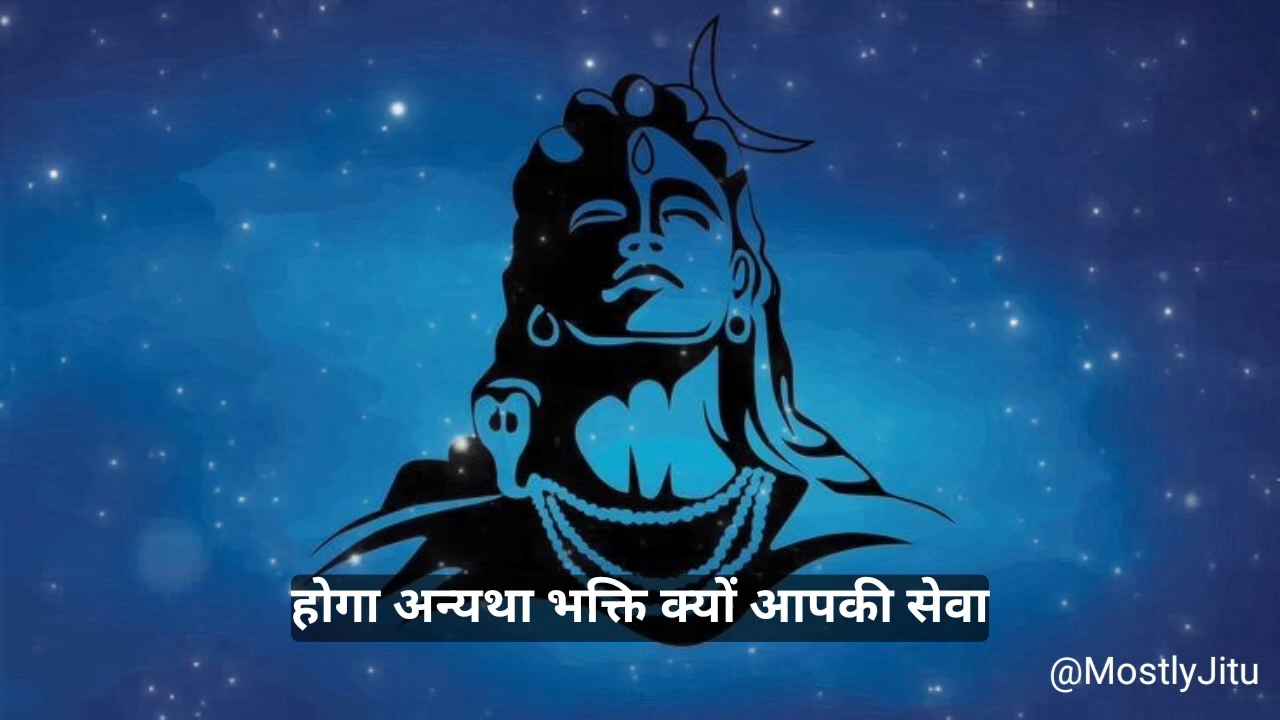 होगा अन्यथा भक्ति क्यों आपकी सेवा
@MostlyJitu